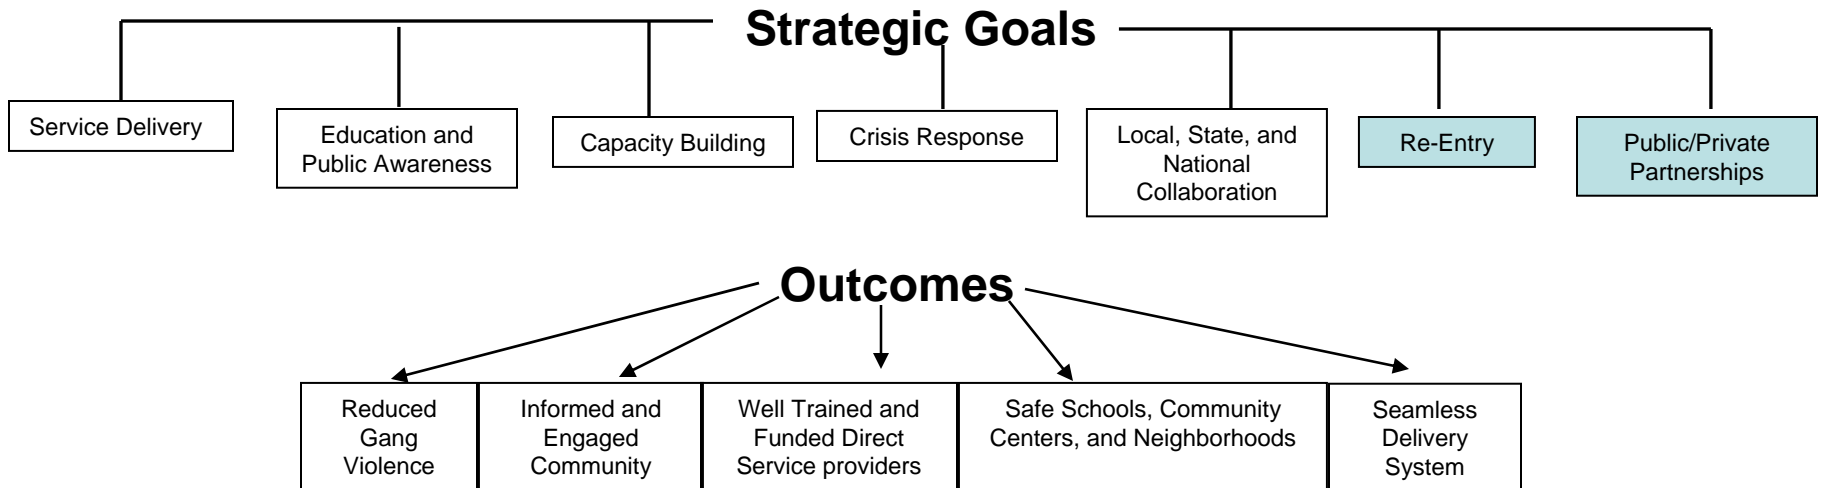 Strategic Goals
Service Delivery
Education and
Public Awareness
Capacity Building
Crisis Response
Local, State, and
National
Collaboration
Re-Entry
Public/Private
Partnerships
Outcomes
Reduced
Gang
Violence
Informed and
Engaged
Community
Well Trained and
Funded Direct
Service providers
Safe Schools, Community
Centers, and Neighborhoods
Seamless
Delivery
System